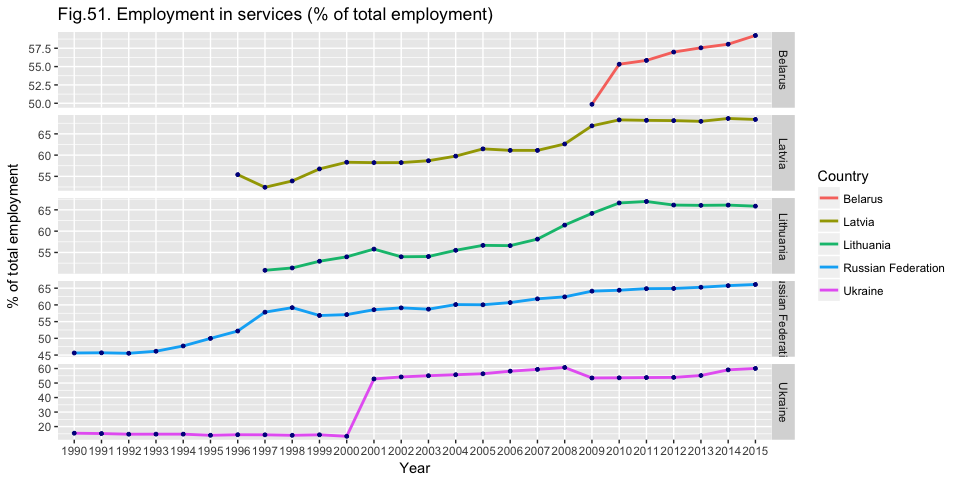 Fig.51. Employment in services (% of total employment)
% of total employment
57.5
55.0
52.5
50.0
Belarus
65
60
55
Latvia
65
60
55
Lithuania
65
60
55
50
45
ssian Federati
60
50
40
30
20
Ukraine
1990 1991 1992 1993 1994 1995 1996 1997 1998 1999 2000 2001 2002 2003 2004 2005 2006 2007 2008 2009 2010 2011 2012 2013 2014 2015
Year
Country
Belarus
Latvia
Lithuania
Russian Federation
Ukraine